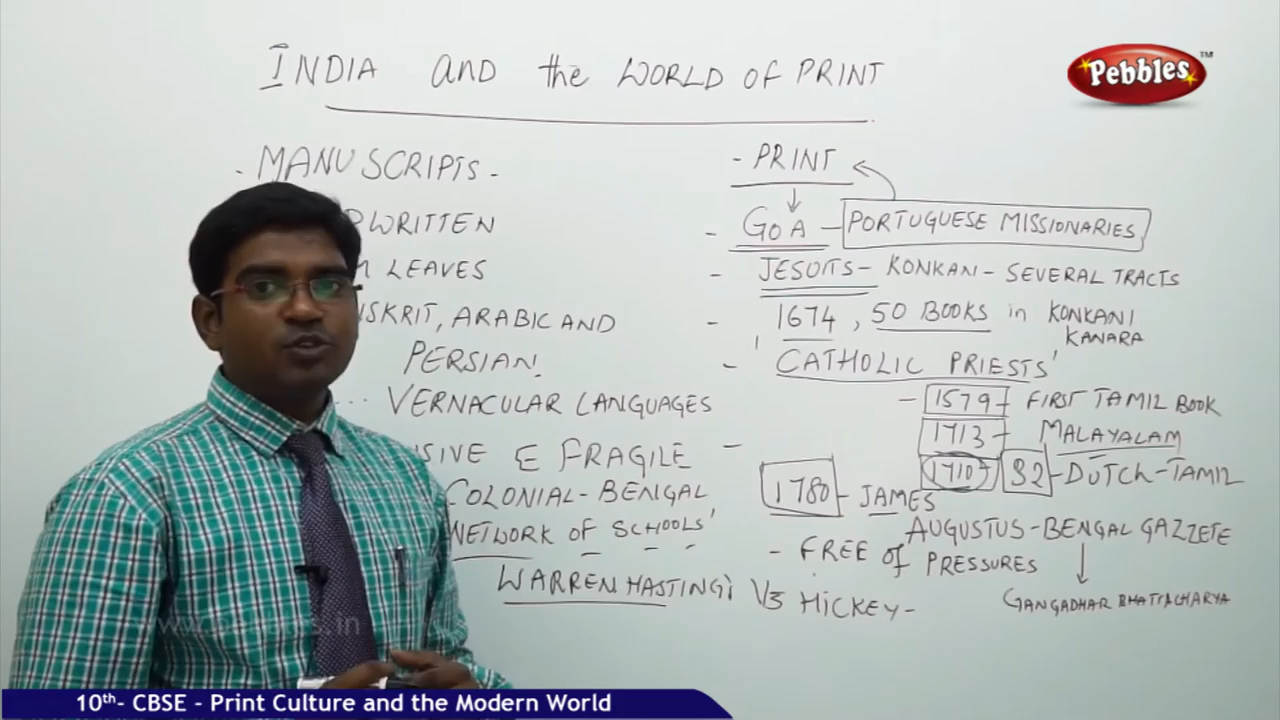 INDIA and the WORLD OF PRINT
Pebbles™
- MANUSCRIPTS -
WRITTEN
LEAVES
SKRIT, ARABIC AND
PERSIAN.
... VERNACULAR LANGUAGES
SIVE & FRAGILE
COLONIAL - BENGAL
NETWORK OF SCHOOLS'
WARREN HASTINGS V/S HICKEY -
- PRINT
- GOA - PORTUGUESE MISSIONARIES
- JESUITS - KONKAN - SEVERAL TRACTS
- 1674, 50 BOOKS in KONKANI
KANARA
- 'CATHOLIC PRIESTS'
- 1579 - FIRST TAMIL BOOK
1713 - MALAYALAM
1710 - 32 - DUTCH - TAMIL
- 1780 - JAMES
AUGUSTUS - BENGAL GAZZETE
- FREE OF PRESSURES
GANGADHAR BHATTACHARYA
10th- CBSE - Print Culture and the Modern World